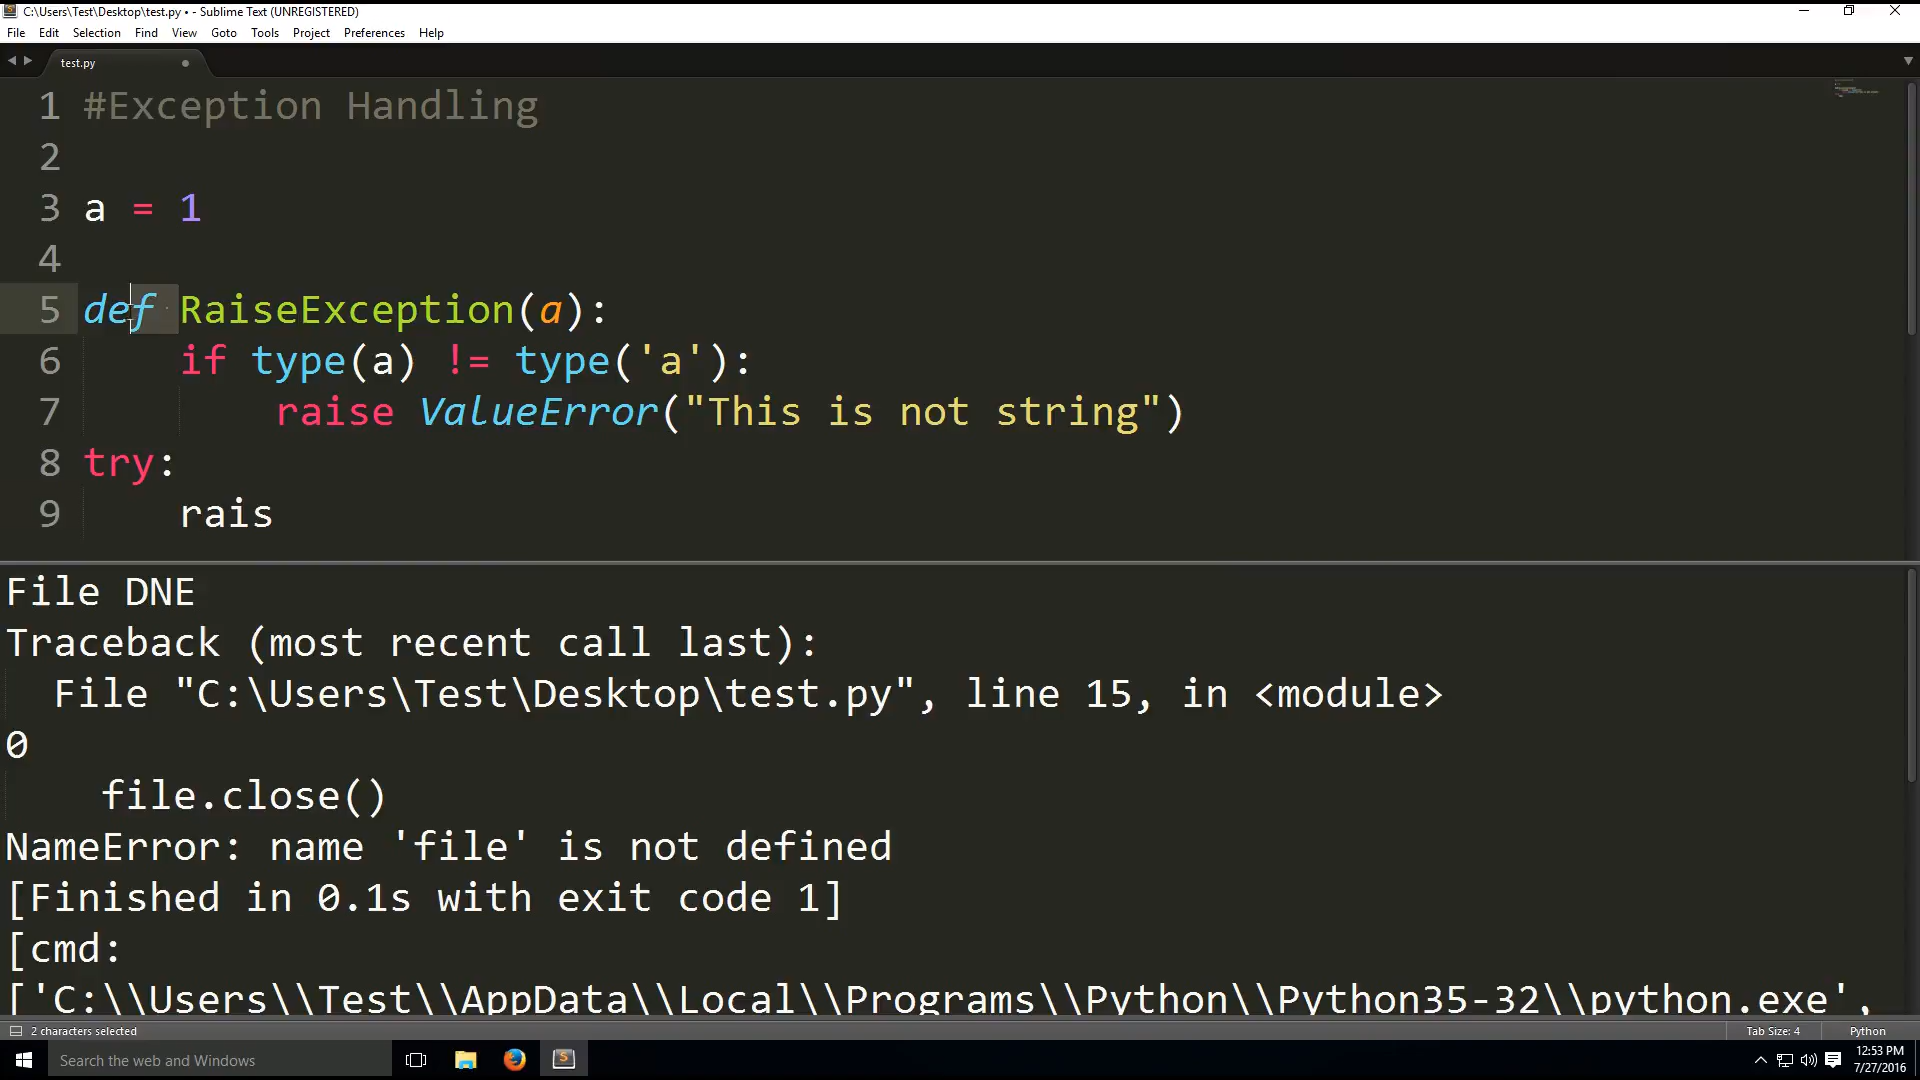 C:\Users\Test\Desktop\test.py • - Sublime Text (UNREGISTERED)
File Edit Selection Find View Goto Tools Project Preferences Help
test.py
1 #Exception Handling
2
3 a = 1
4
5 def RaiseException(a):
6 if type(a) != type('a'):
7 raise ValueError("This is not string")
8 try:
9 rais
File DNE
Traceback (most recent call last):
File "C:\Users\Test\Desktop\test.py", line 15, in <module>
0
file.close()
NameError: name 'file' is not defined
[Finished in 0.1s with exit code 1]
[cmd:
['C:\\Users\\Test\\AppData\\Local\\Programs\\Python\\Python35-32\\python.exe',
2 characters selected
Tab Size: 4 Python
Search the web and Windows
12:53 PM
7/27/2016